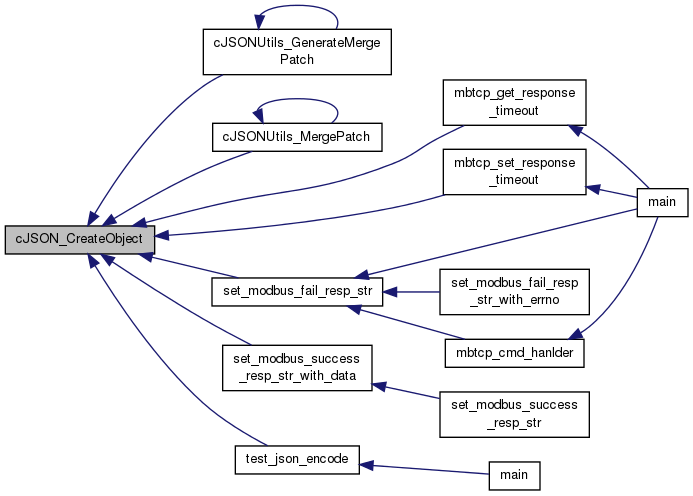 cJSONUtils_GenerateMerge
Patch
cJSONUtils_MergePatch
mbtcp_get_response
_timeout
mbtcp_set_response
_timeout
main
cJSON_CreateObject
set_modbus_fail_resp_str
set_modbus_fail_resp
_str_with_errno
mbtcp_cmd_hanlder
set_modbus_success
_resp_str_with_data
set_modbus_success
_resp_str
test_json_encode
main